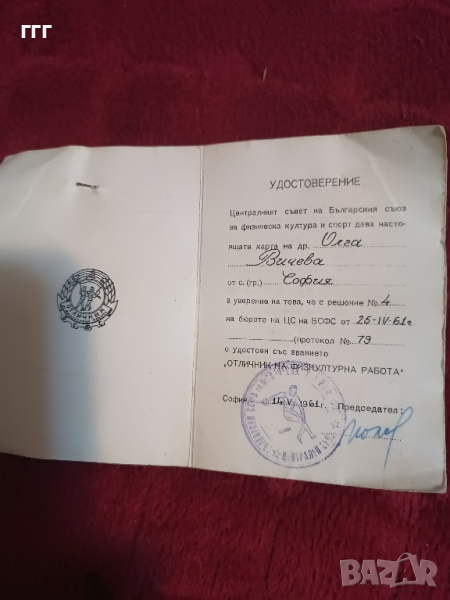 ггг
УДОСТОВЕРЕНИЕ
Централният съвет на Българския съюз
за физическа култура и спорт дава насто-
ящата карта на др. Олга
Вичева
от с. (гр.) София
в уверение на това, че с решение № 4
на бюрото на ЦС на БСФС от 25-IV-61г.
(протокол № 79
е удостоен със званието
"ОТЛИЧНИК НА ФИЗКУЛТУРНА РАБОТА"
София, 1961г. Председател:
ОТЛИЧНИК
BAZAR